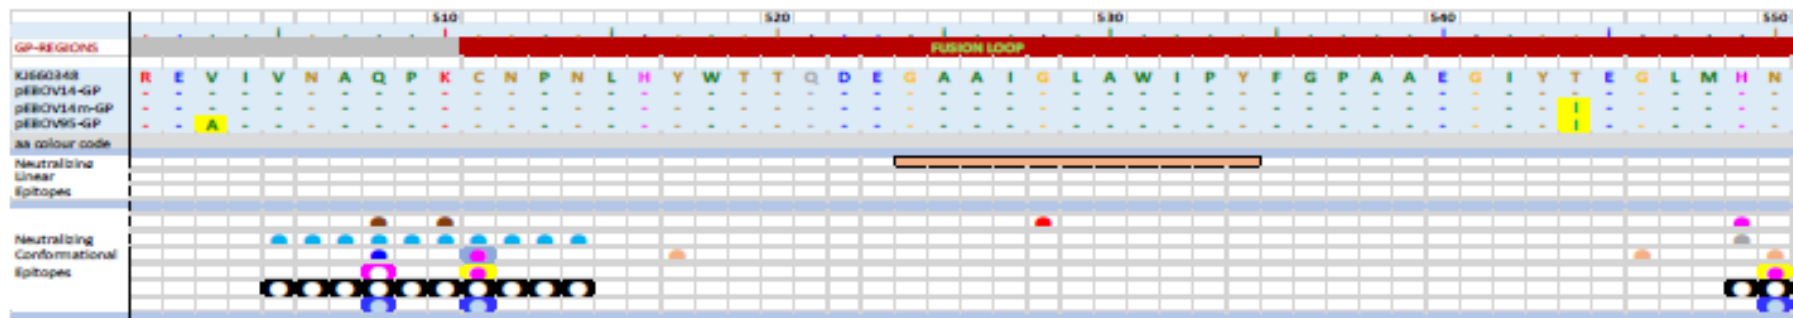 510 520 530 540 550
GP-REGIONS FUSION LOOP
KJ660348 R E V I V N A Q P K C N P N L H Y W T T Q D E G A A I G L A W I P Y F G P A A E G I Y T E G L M H N
pEBOV14-GP - - - - - - - - - - - - - - - - - - - - - - - - - - - - - - - - - - - - - - - - - - - - - - - - - -
pEBOV14m-GP - - - - - - - - - - - - - - - - - - - - - - - - - - - - - - - - - - - - - - - - - - - I - - - - - -
pEBOV95-GP - - A - - - - - - - - - - - - - - - - - - - - - - - - - - - - - - - - - - - - - - - - I - - - - - -
aa colour code
Neutralizing
Linear
Epitopes
Neutralizing
Conformational
Epitopes